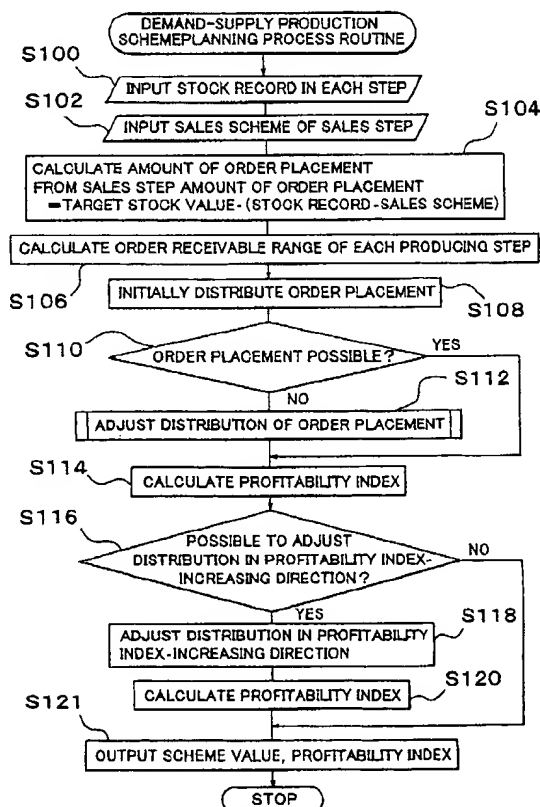 DEMAND-SUPPLY PRODUCTION
SCHEMEPLANNING PROCESS ROUTINE
S100
INPUT STOCK RECORD IN EACH STEP
S102
INPUT SALES SCHEME OF SALES STEP
S104
CALCULATE AMOUNT OF ORDER PLACEMENT
FROM SALES STEP AMOUNT OF ORDER PLACEMENT
=TARGET STOCK VALUE-(STOCK RECORD-SALES SCHEME)
CALCULATE ORDER RECEIVABLE RANGE OF EACH PRODUCING STEP
S106
INITIALLY DISTRIBUTE ORDER PLACEMENT
S108
S110
ORDER PLACEMENT POSSIBLE?
YES
NO
S112
ADJUST DISTRIBUTION OF ORDER PLACEMENT
S114
CALCULATE PROFITABILITY INDEX
S116
POSSIBLE TO ADJUST
DISTRIBUTION IN PROFITABILITY INDEX-
INCREASING DIRECTION?
NO
YES
ADJUST DISTRIBUTION IN PROFITABILITY
INDEX-INCREASING DIRECTION
S118
CALCULATE PROFITABILITY INDEX
S120
S121
OUTPUT SCHEME VALUE, PROFITABILITY INDEX
STOP